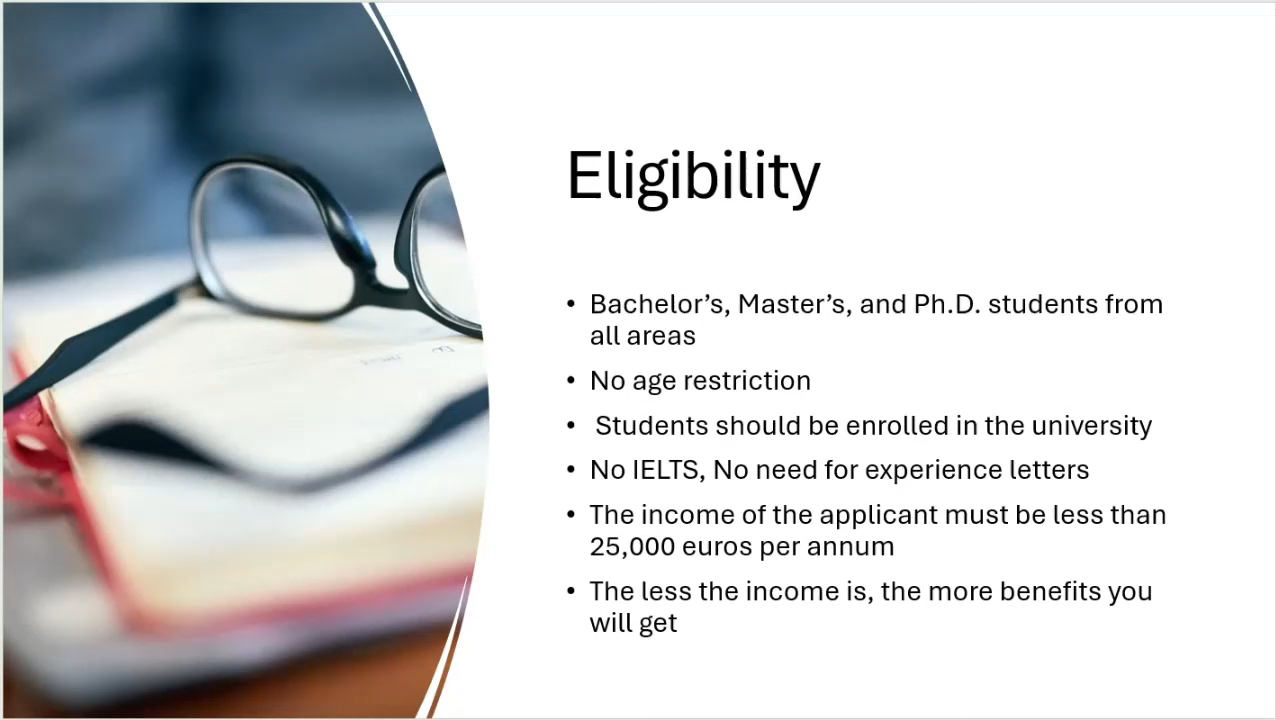 Eligibility
• Bachelor’s, Master’s, and Ph.D. students from
all areas
• No age restriction
• Students should be enrolled in the university
• No IELTS, No need for experience letters
• The income of the applicant must be less than
25,000 euros per annum
• The less the income is, the more benefits you
will get